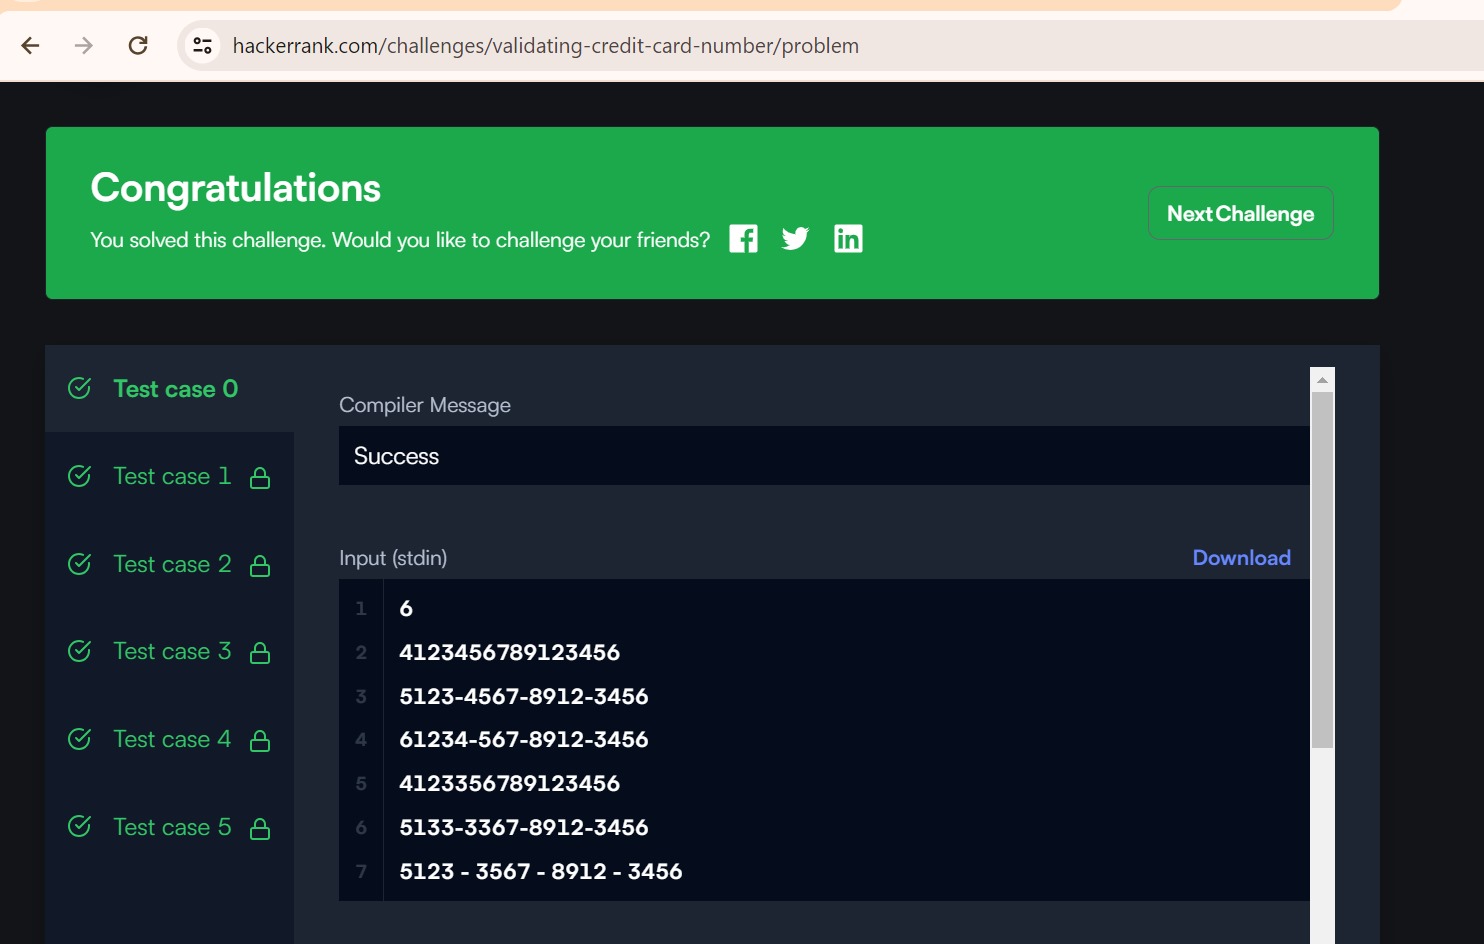 hackerrank.com/challenges/validating-credit-card-number/problem
Congratulations
You solved this challenge. Would you like to challenge your friends?
Next Challenge
Test case 0
Test case 1
Test case 2
Test case 3
Test case 4
Test case 5
Compiler Message
Success
Input (stdin)
Download
1 6
2 4123456789123456
3 5123-4567-8912-3456
4 61234-567-8912-3456
5 4123356789123456
6 5133-3367-8912-3456
7 5123 - 3567 - 8912 - 3456